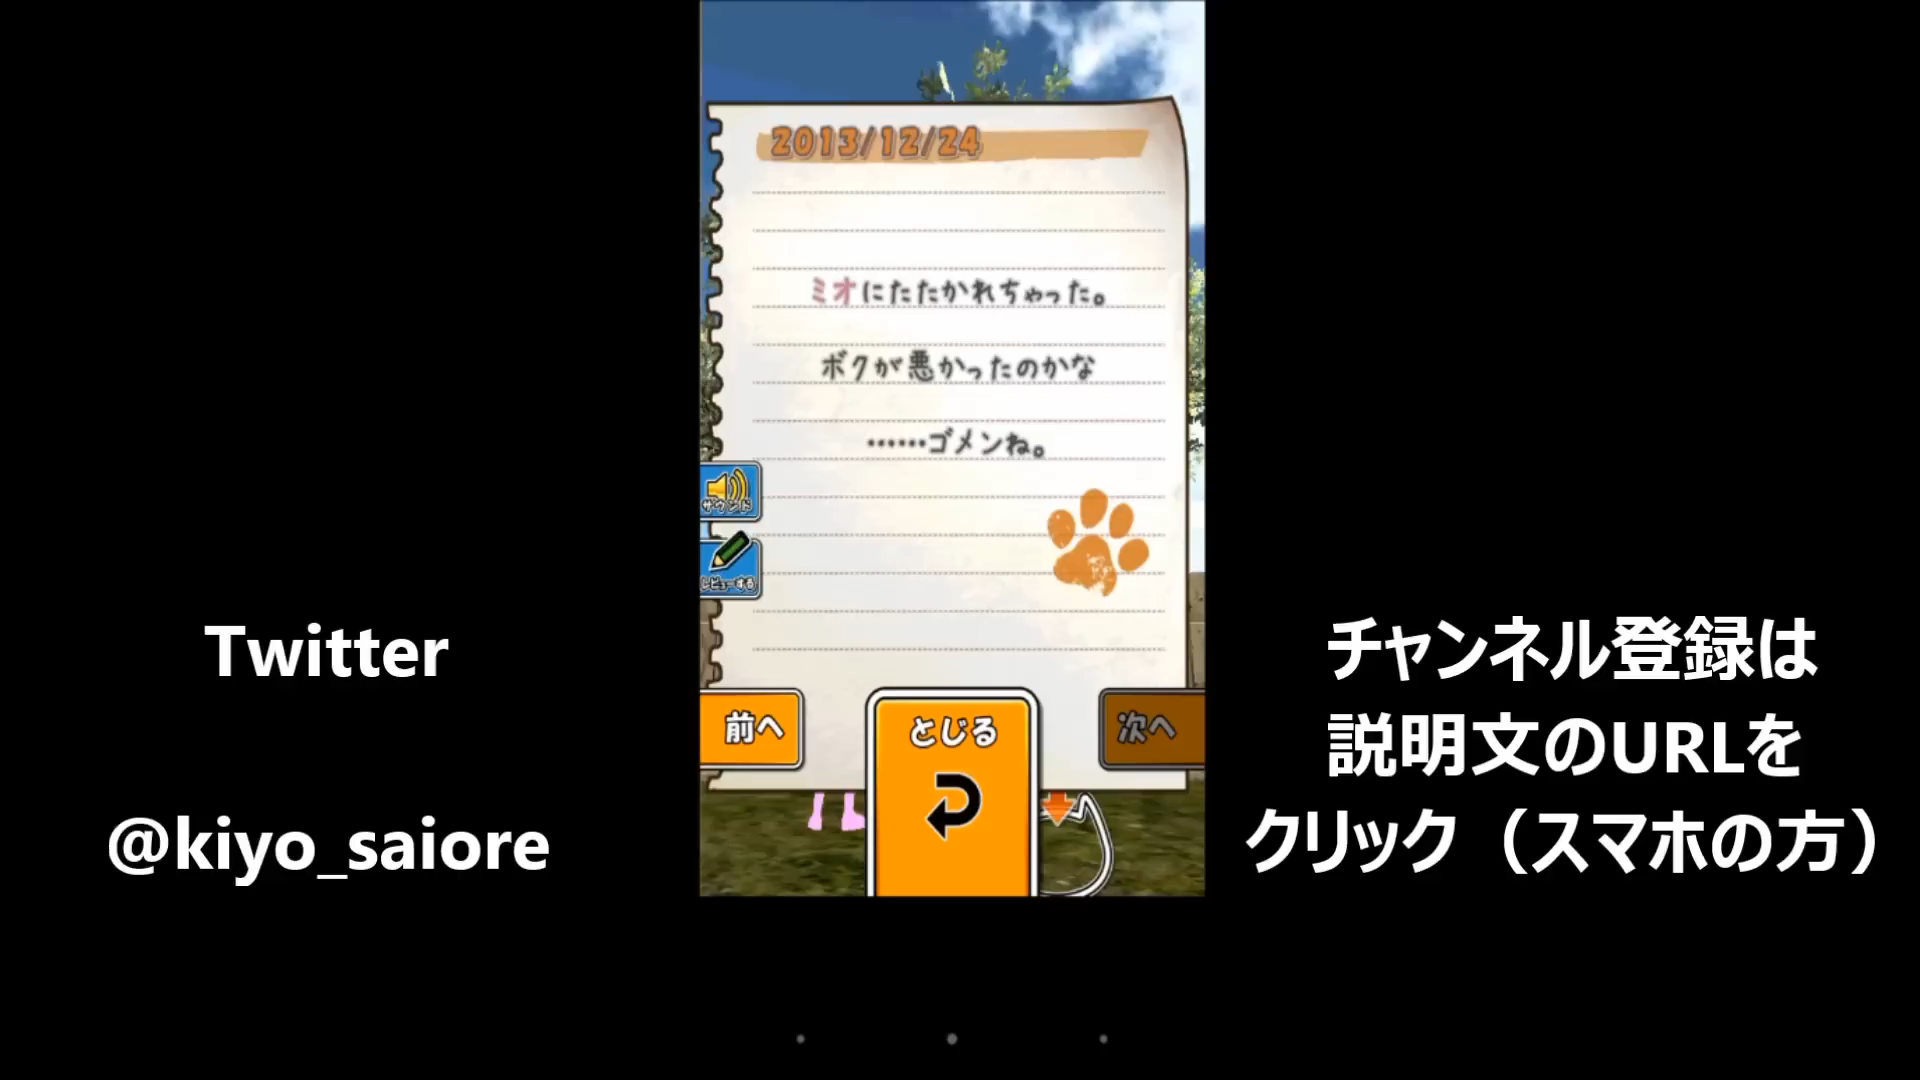 2013/12/24
ミオにたたかれちゃった。
ボクが悪かったのかな
……ゴメンね。
サウンド
レビューする
前へ
とじる
次へ
Twitter
@kiyo_saiore
チャンネル登録は
説明文のURLを
クリック（スマホの方）